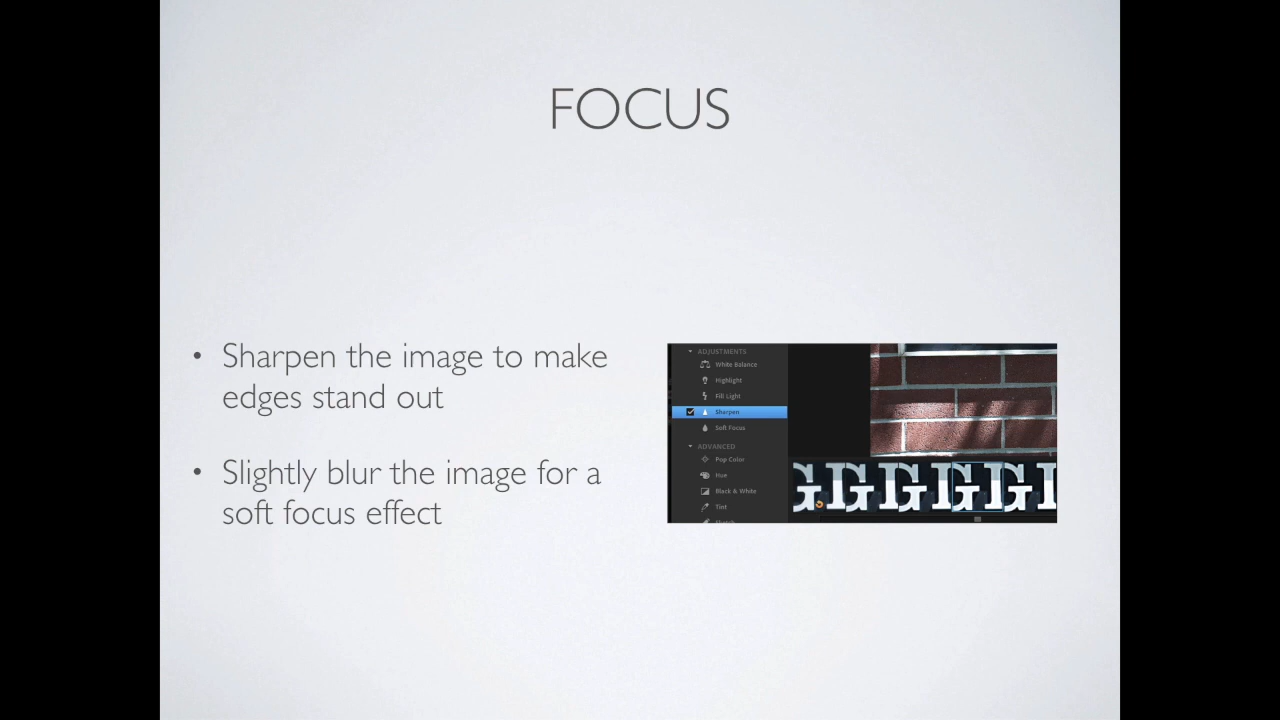 FOCUS
• Sharpen the image to make
edges stand out
• Slightly blur the image for a
soft focus effect
ADJUSTMENTS
White Balance
Highlight
Fill Light
Sharpen
Soft Focus
ADVANCED
Pop Color
Hue
Black & White
Tint
GIGIGIGIGI